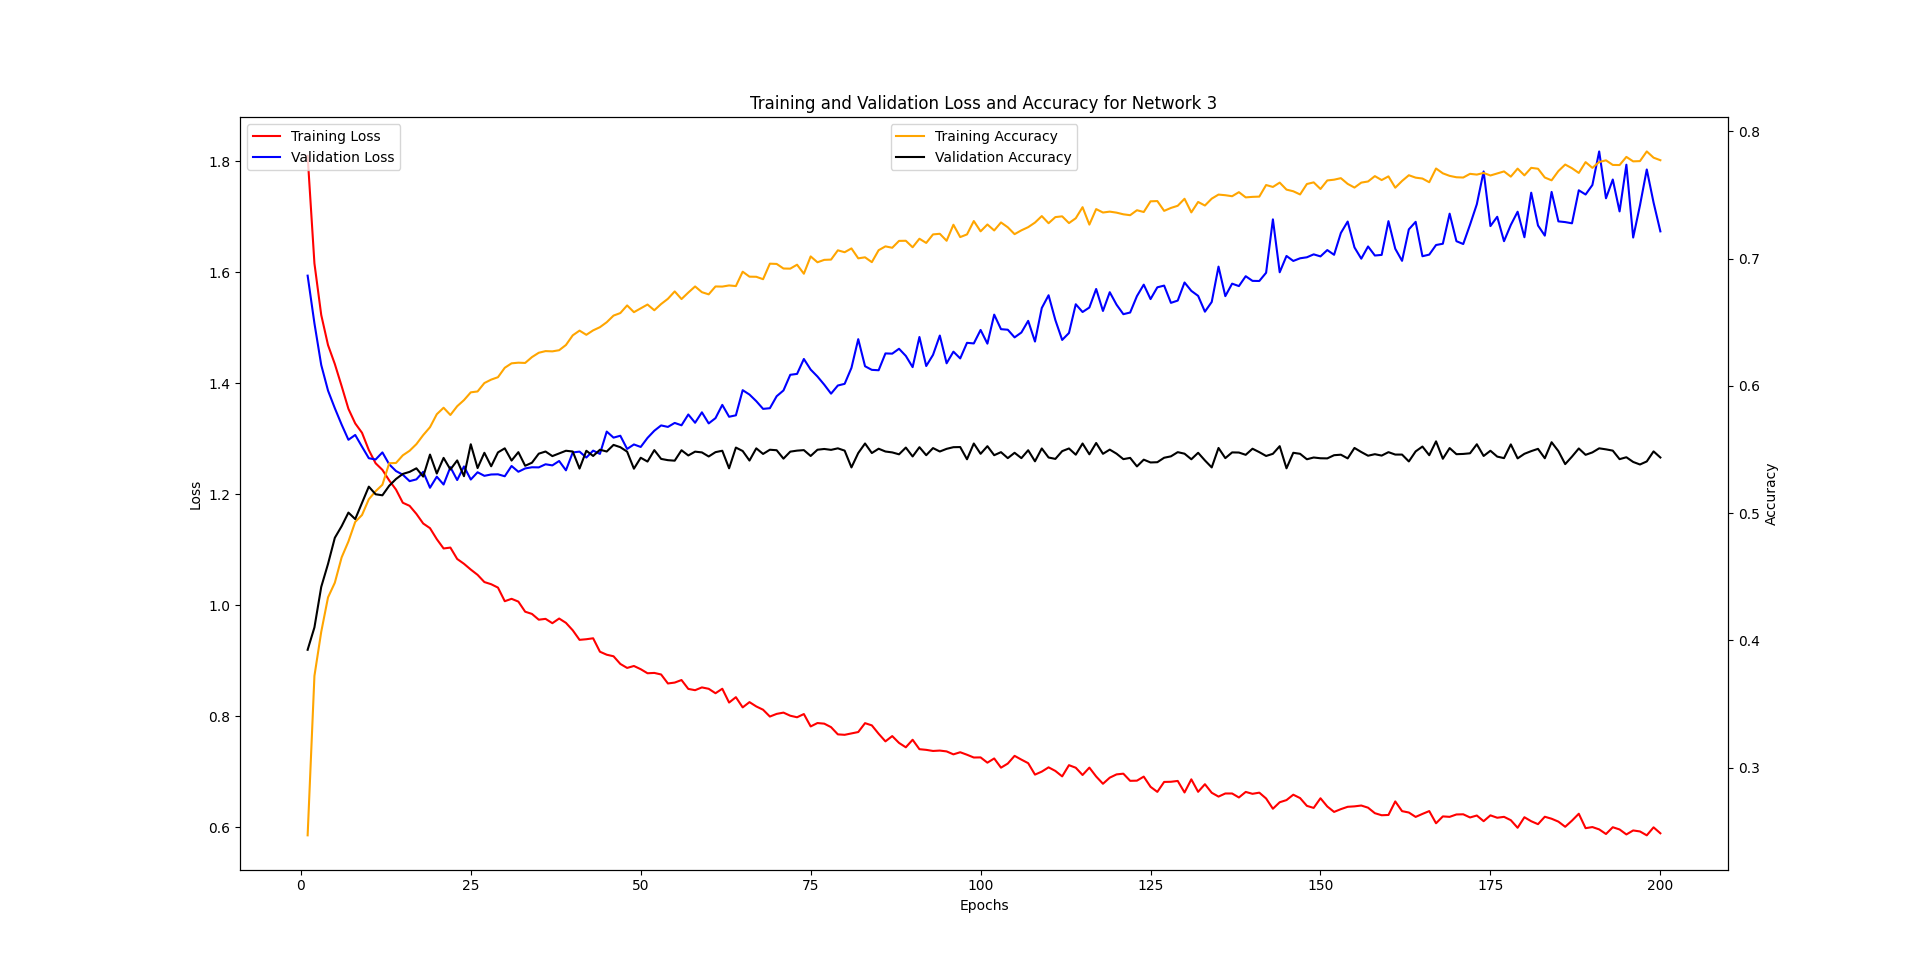 Training and Validation Loss and Accuracy for Network 3
Training Loss
Validation Loss
Training Accuracy
Validation Accuracy
1.8
1.6
1.4
1.2
1.0
0.8
0.6
Loss
0.8
0.7
0.6
0.5
0.4
0.3
Accuracy
0 25 50 75 100 125 150 175 200
Epochs